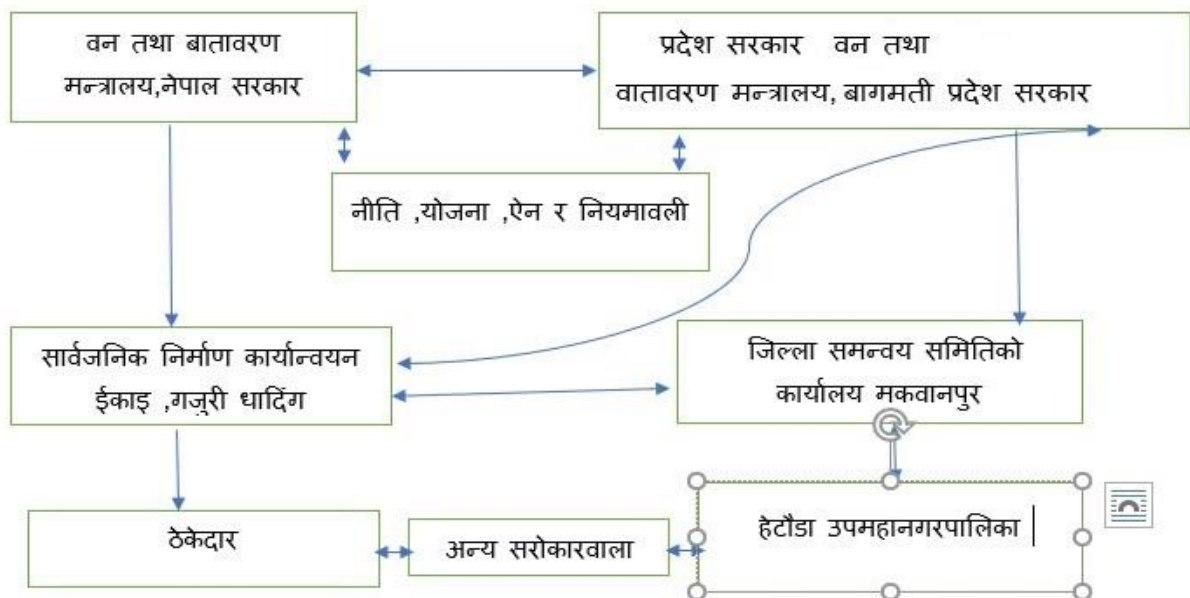 वन तथा बातावरण
मन्त्रालय,नेपाल सरकार
प्रदेश सरकार वन तथा
वातावरण मन्त्रालय, बागमती प्रदेश सरकार
नीति ,योजना ,ऐन र नियमावली
सार्वजनिक निर्माण कार्यान्वयन
ईकाइ ,गजुरी धादिंग
जिल्ला समन्वय समितिको
कार्यालय मकवानपुर
ठेकेदार
अन्य सरोकारवाला
हेटौडा उपमहानगरपालिका